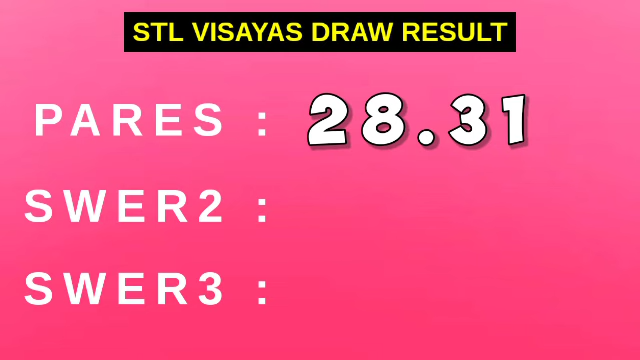 STL VISAYAS DRAW RESULT
PARES : 28.31
SWER2 :
SWER3 :